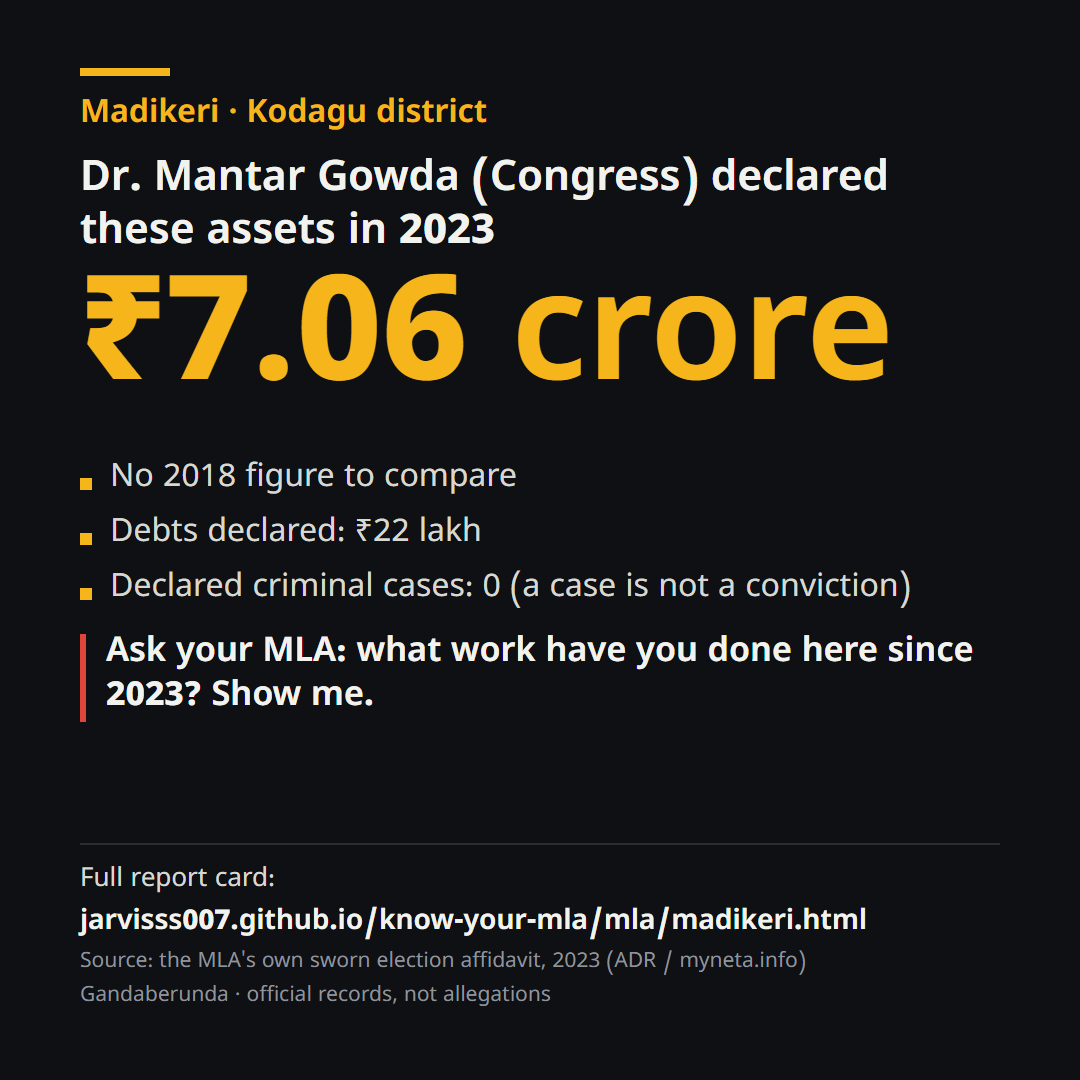 Madikeri · Kodagu district
Dr. Mantar Gowda (Congress) declared
these assets in 2023
₹7.06 crore
No 2018 figure to compare
Debts declared: ₹22 lakh
Declared criminal cases: 0 (a case is not a conviction)
Ask your MLA: what work have you done here since
2023? Show me.
Full report card:
jarvisss007.github.io/know-your-mla/mla/madikeri.html
Source: the MLA's own sworn election affidavit, 2023 (ADR / myneta.info)
Gandaberunda · official records, not allegations